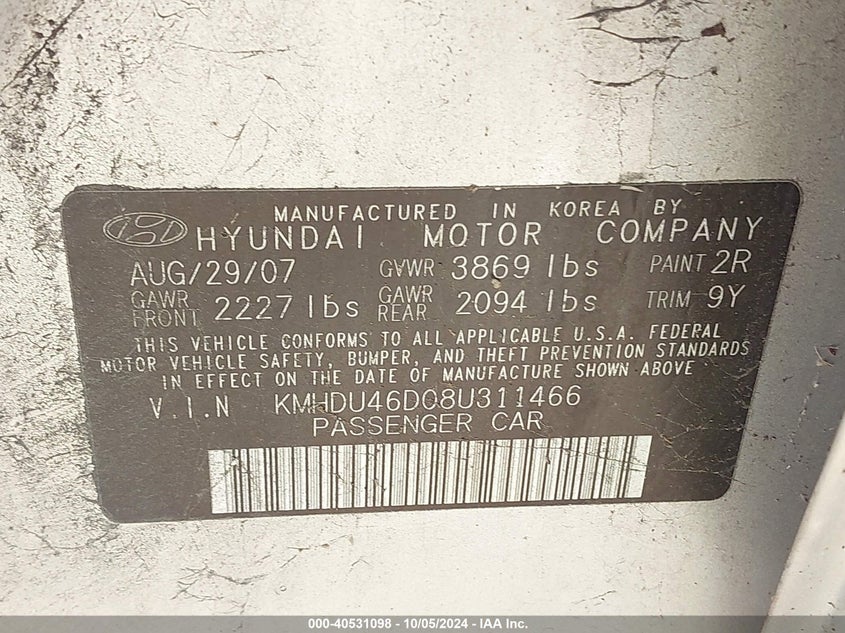 MANUFACTURED IN KOREA BY
HYUNDAI MOTOR COMPANY
AUG/29/07 GVWR 3869 lbs PAINT 2R
GAWR FRONT 2227 lbs GAWR REAR 2094 lbs TRIM 9Y
THIS VEHICLE CONFORMS TO ALL APPLICABLE U.S.A. FEDERAL
MOTOR VEHICLE SAFETY, BUMPER, AND THEFT PREVENTION STANDARDS
IN EFFECT ON THE DATE OF MANUFACTURE SHOWN ABOVE
V.I.N KMHDU46D08U311466
PASSENGER CAR
000-40531098 - 10/05/2024 - IAA Inc.